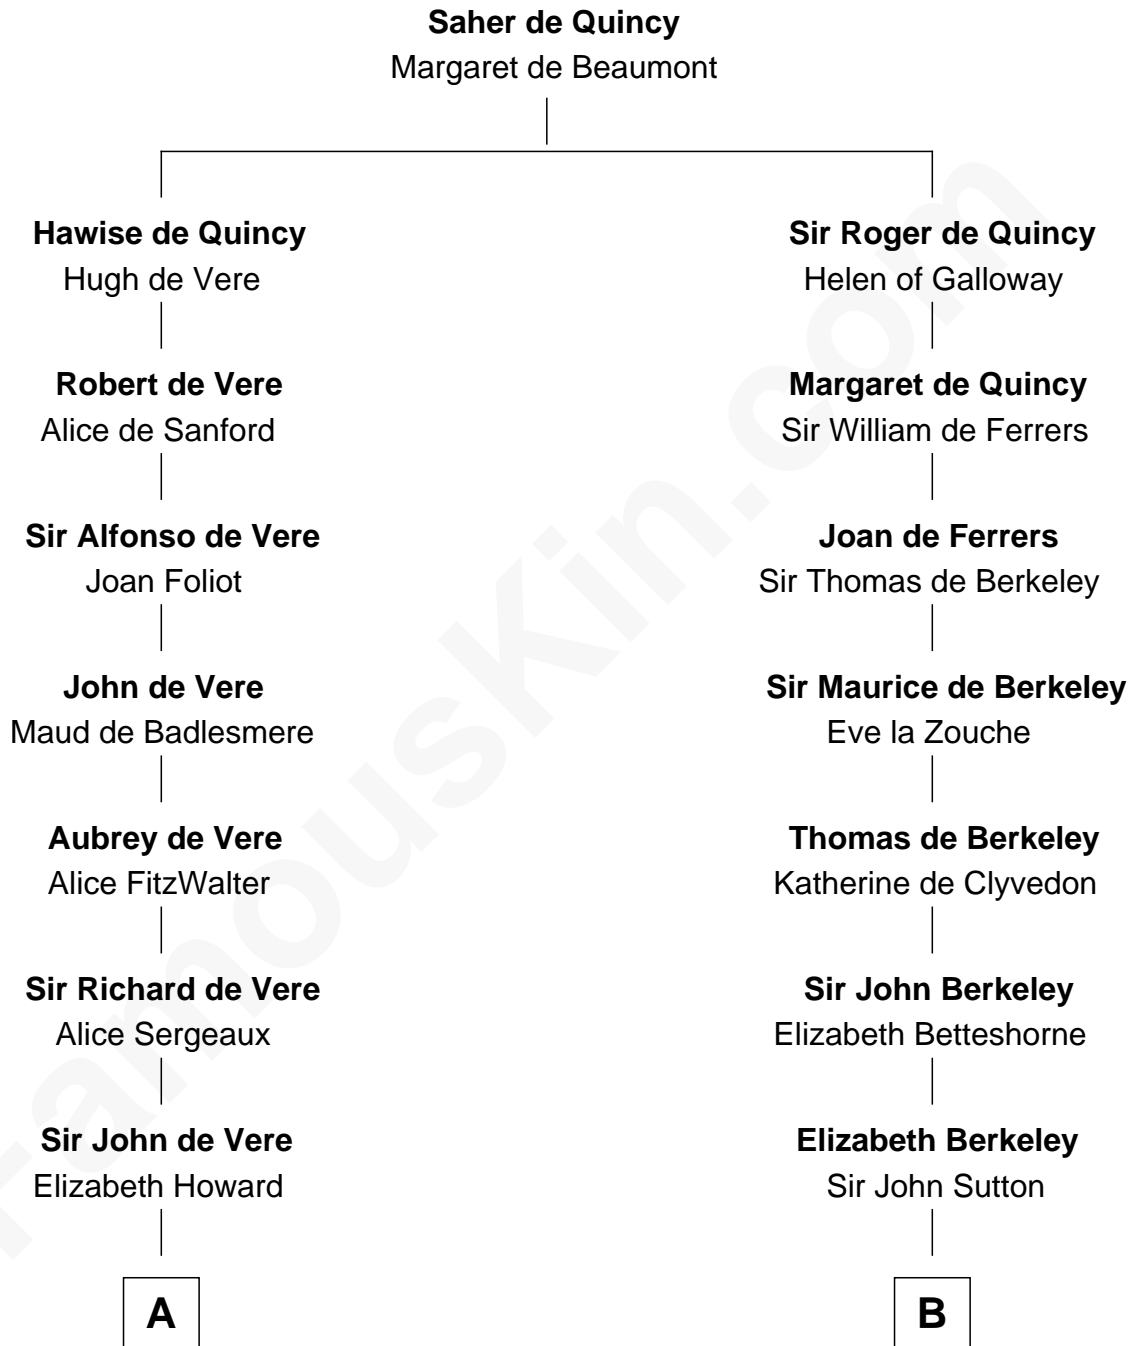 Saher de Quincy
Margaret de Beaumont
Hawise de Quincy
Hugh de Vere
Sir Roger de Quincy
Helen of Galloway
Robert de Vere
Alice de Sanford
Margaret de Quincy
Sir William de Ferrers
Sir Alfonso de Vere
Joan Foliot
Joan de Ferrers
Sir Thomas de Berkeley
John de Vere
Maud de Badlesmere
Sir Maurice de Berkeley
Eve la Zouche
Aubrey de Vere
Alice FitzWalter
Thomas de Berkeley
Katherine de Clyvedon
Sir Richard de Vere
Alice Sergeaux
Sir John Berkeley
Elizabeth Betteshorne
Sir John de Vere
Elizabeth Howard
Elizabeth Berkeley
Sir John Sutton
A
B
FamousKin.com